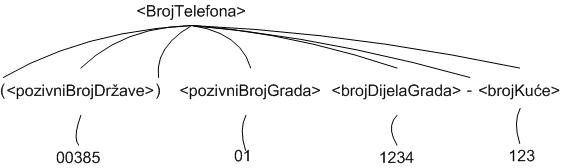 <BrojTelefona>
(<pozivniBrojDržave>) <pozivniBrojGrada> <brojDijelaGrada> - <brojKuće>
00385 01 1234 123